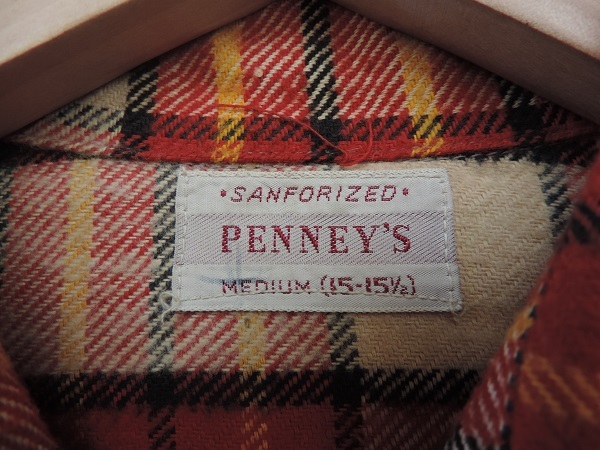 •SANFORIZED•
PENNEY'S
MEDIUM (15-15½)